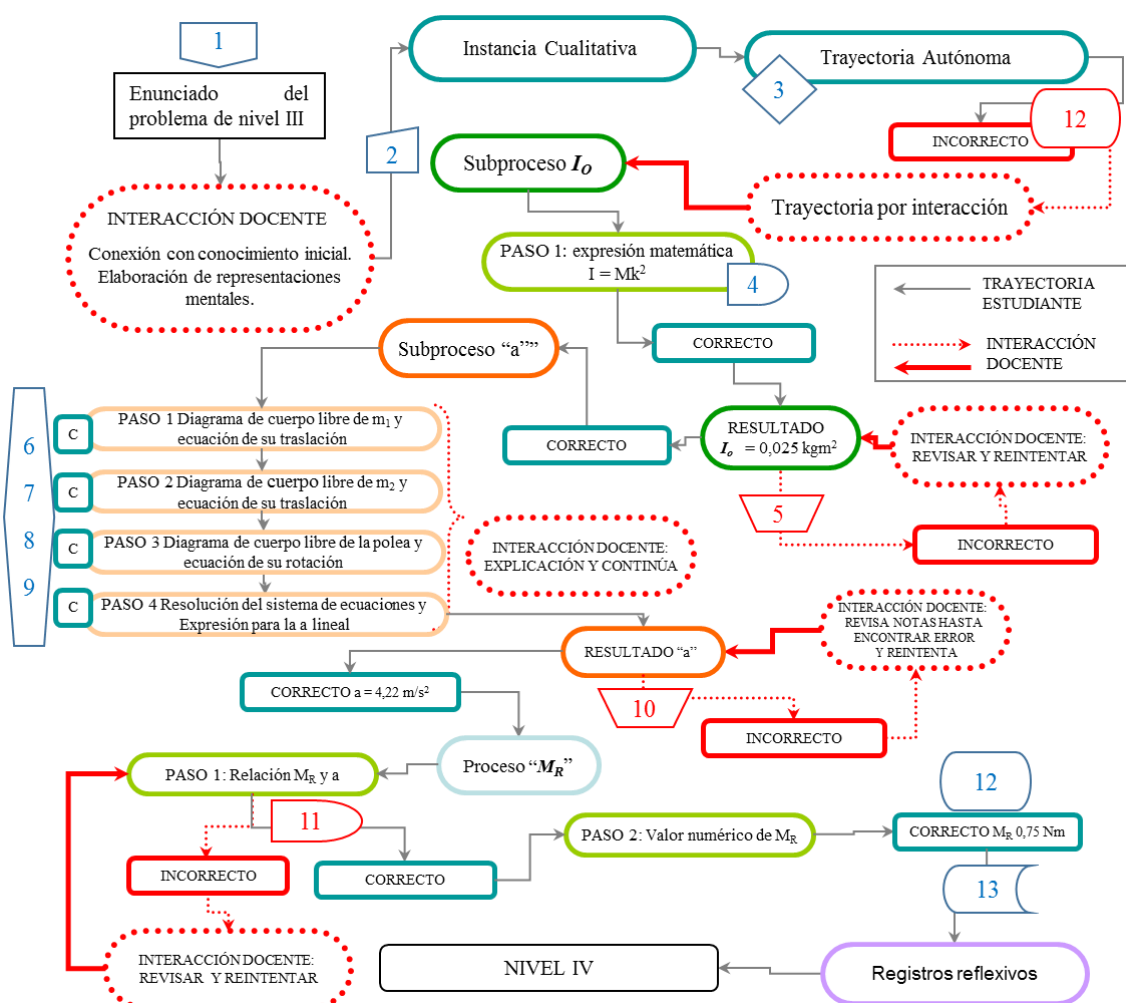 1
Enunciado del
problema de nivel III
2
INTERACCIÓN DOCENTE
Conexión con conocimiento inicial.
Elaboración de representaciones
mentales.
Instancia Cualitativa
Trayectoria Autónoma
3
12
INCORRECTO
Trayectoria por interacción
Subproceso Io
PASO 1: expresión matemática
I = Mk²
4
CORRECTO
TRAYECTORIA
ESTUDIANTE
INTERACCIÓN
DOCENTE
RESULTADO
Io = 0,025 kgm²
INTERACCIÓN DOCENTE:
REVISAR Y REINTENTAR
5
INCORRECTO
CORRECTO
Subproceso “a””
6
7
8
9
C
PASO 1 Diagrama de cuerpo libre de m₁ y
ecuación de su traslación
C
PASO 2 Diagrama de cuerpo libre de m₂ y
ecuación de su traslación
C
PASO 3 Diagrama de cuerpo libre de la polea y
ecuación de su rotación
C
PASO 4 Resolución del sistema de ecuaciones y
Expresión para la a líneal
INTERACCIÓN DOCENTE:
EXPLICACIÓN Y CONTINÚA
RESULTADO “a”
INTERACCIÓN DOCENTE:
REVISA NOTAS HASTA
ENCONTRAR ERROR
Y REINTENTA
10
INCORRECTO
CORRECTO a = 4,22 m/s²
Proceso “MR”
PASO 1: Relación MR y a
11
INCORRECTO
CORRECTO
INTERACCIÓN DOCENTE:
REVISAR Y REINTENTAR
PASO 2: Valor numérico de MR
12
CORRECTO MR 0,75 Nm
13
Registros reflexivos
NIVEL IV